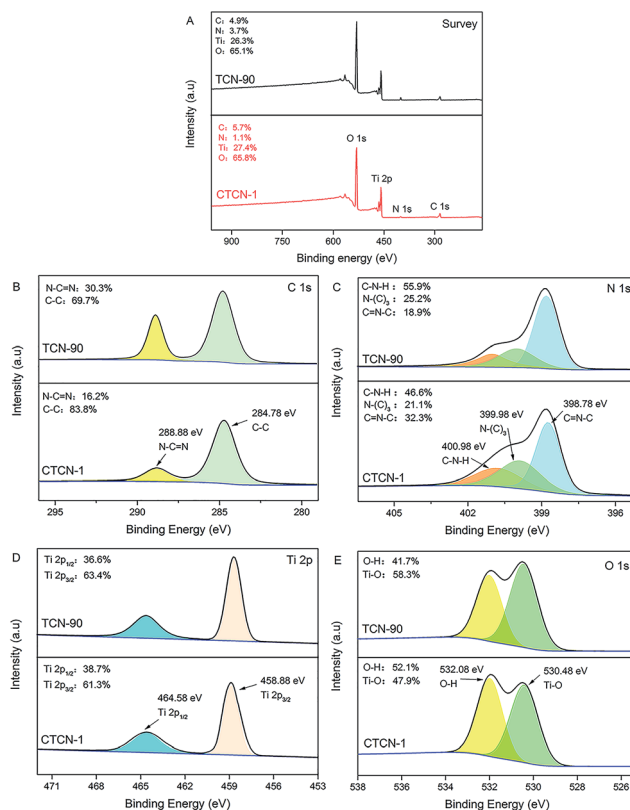 A
Survey
C: 4.9%
N: 3.7%
Ti: 26.3%
O: 65.1%
TCN-90
C: 5.7%
N: 1.1%
Ti: 27.4%
O: 65.8%
CTCN-1
O 1s
Ti 2p
N 1s
C 1s
Intensity (a.u)
900 750 600 450 300
Binding energy (eV)
B
C 1s
N-C=N: 30.3%
C-C: 69.7%
TCN-90
N-C=N: 16.2%
C-C: 83.8%
288.88 eV
N-C=N
284.78 eV
C-C
CTCN-1
Intensity (a.u)
295 290 285 280
Binding Energy (eV)
C
N 1s
C-N-H: 55.9%
N-(C)₃: 25.2%
C=N-C: 18.9%
TCN-90
C-N-H: 46.6%
N-(C)₃: 21.1%
C=N-C: 32.3%
400.98 eV
C-N-H
399.98 eV
N-(C)₃
398.78 eV
C=N-C
CTCN-1
Intensity (a.u)
405 402 399 396
Binding Energy (eV)
D
Ti 2p
Ti 2p₁/₂: 36.6%
Ti 2p₃/₂: 63.4%
TCN-90
Ti 2p₁/₂: 38.7%
Ti 2p₃/₂: 61.3%
464.58 eV
Ti 2p₁/₂
458.88 eV
Ti 2p₃/₂
CTCN-1
Intensity (a.u)
471 468 465 462 459 456 453
Binding Energy (eV)
E
O 1s
O-H: 41.7%
Ti-O: 58.3%
TCN-90
O-H: 52.1%
Ti-O: 47.9%
532.08 eV
O-H
530.48 eV
Ti-O
CTCN-1
Intensity (a.u)
538 536 534 532 530 528 526
Binding Energy (eV)